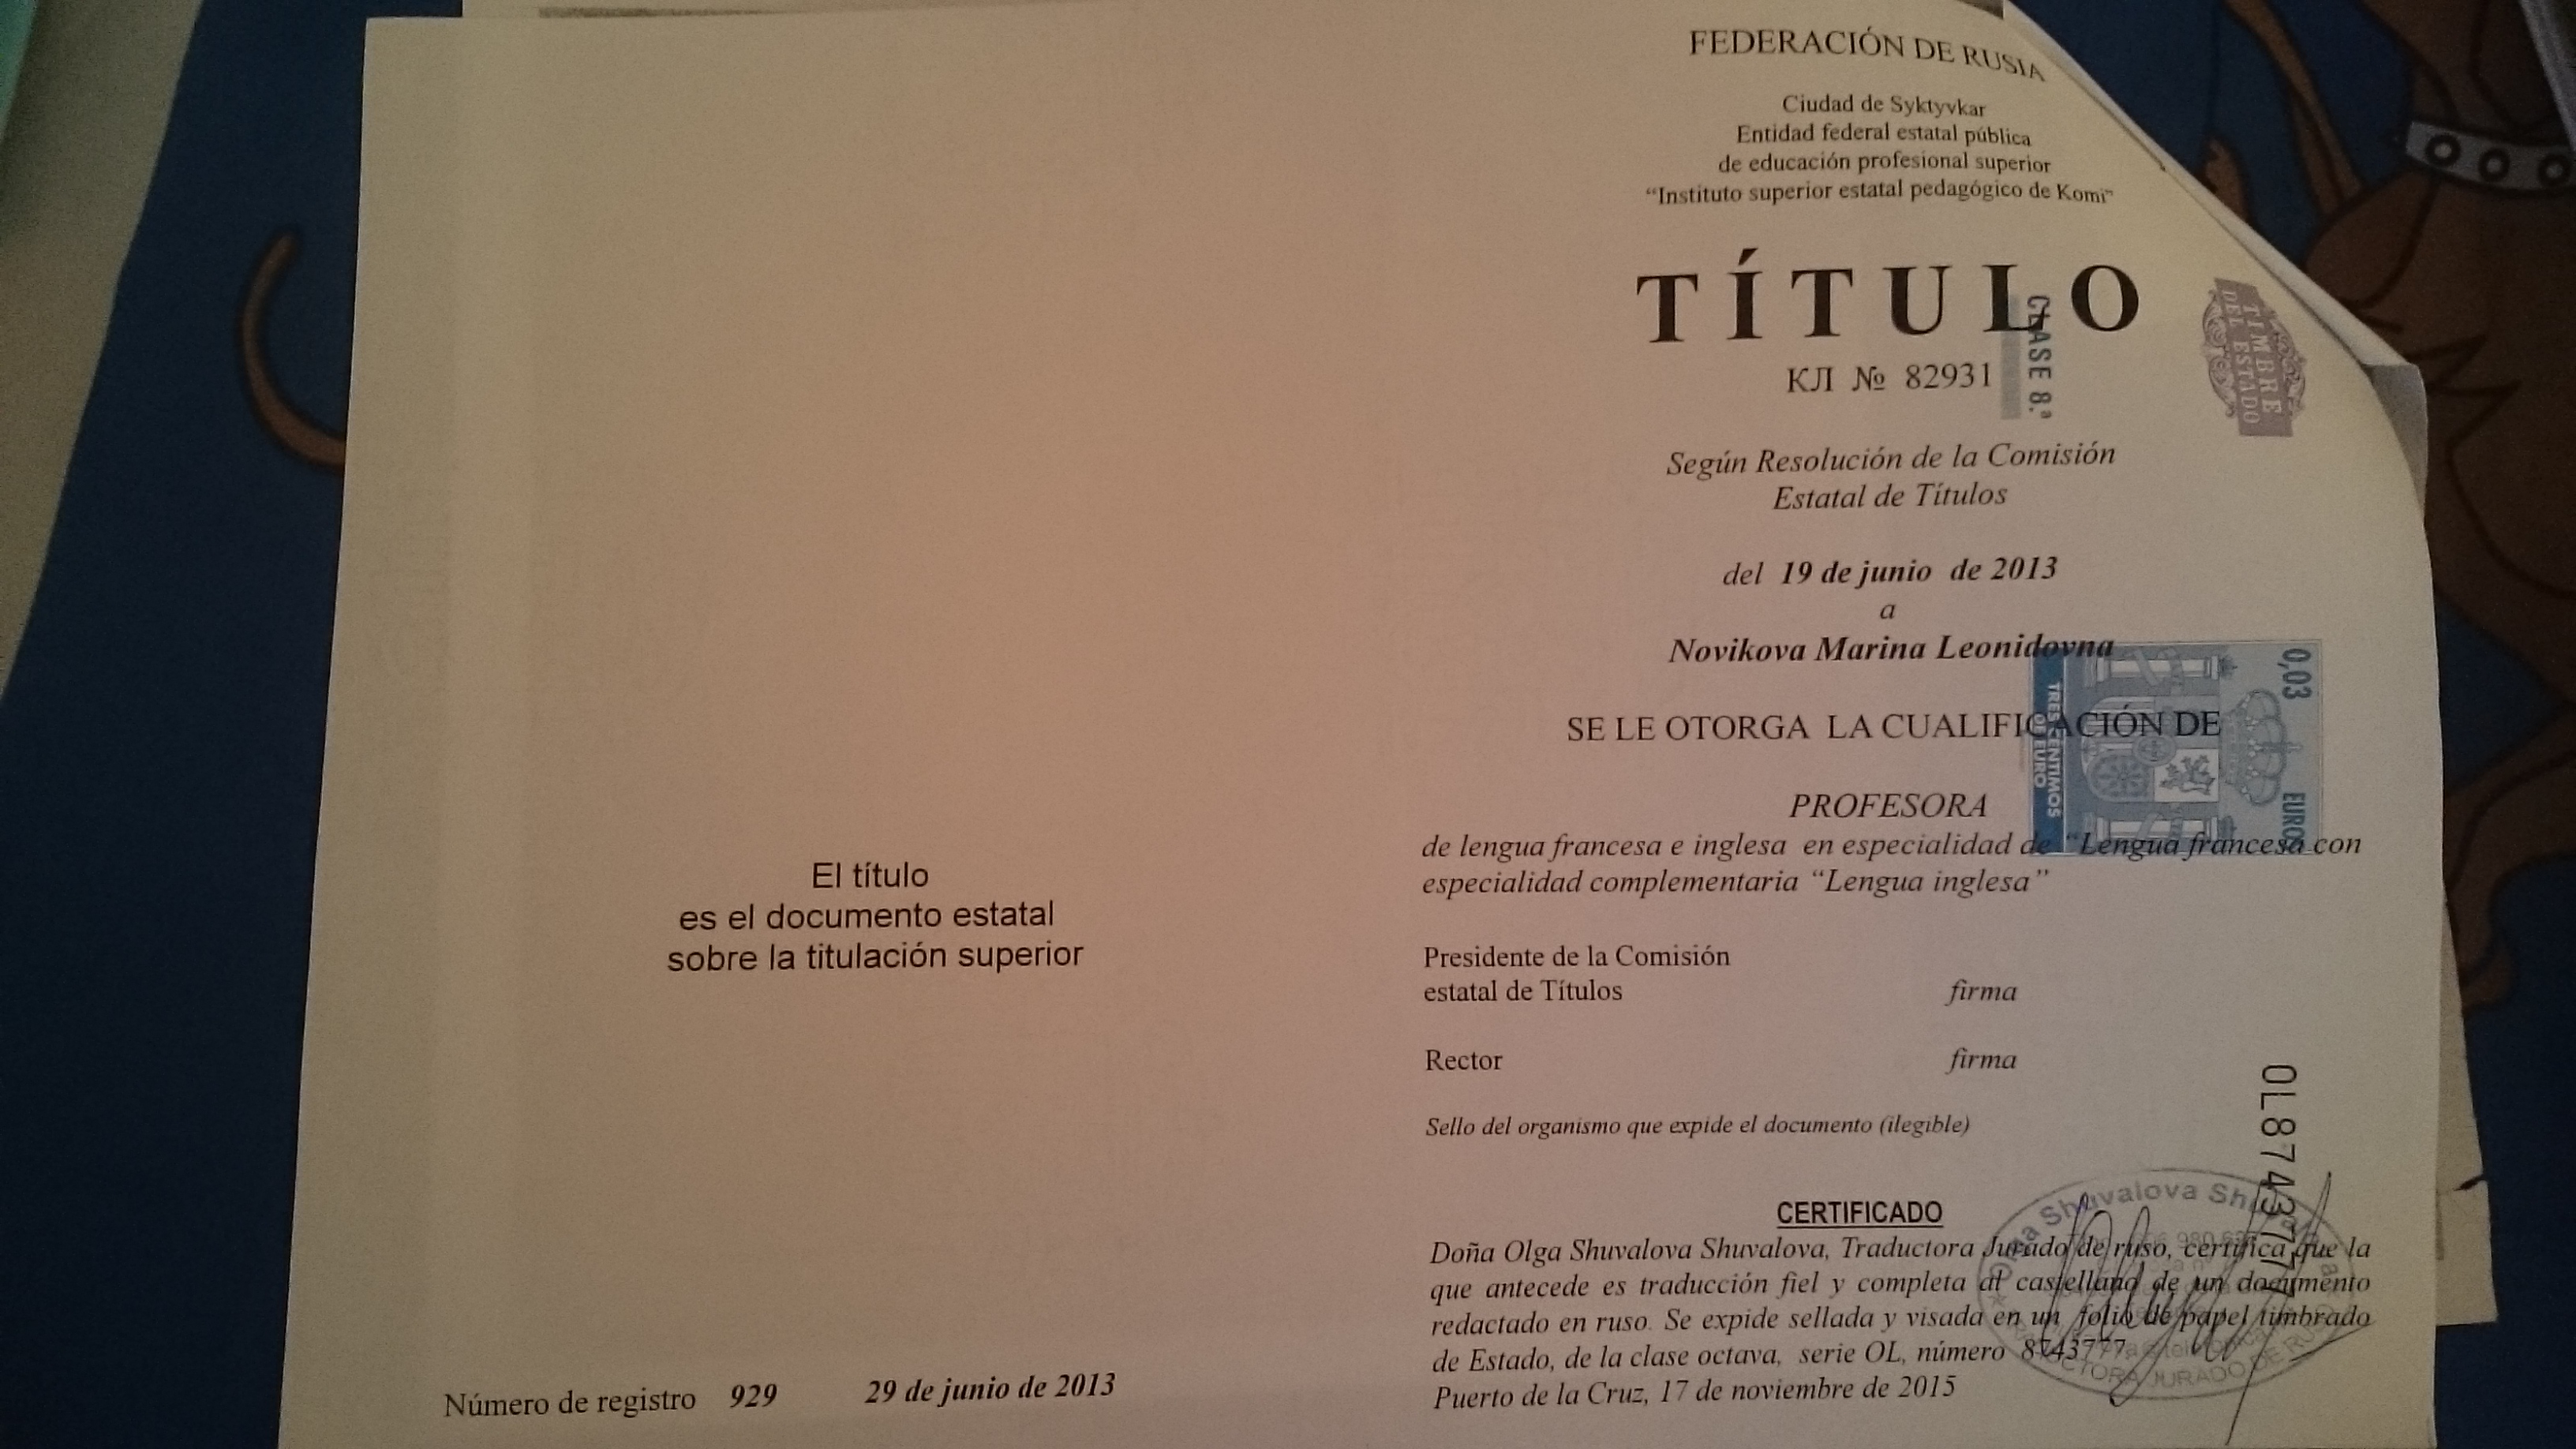 El título
es el documento estatal
sobre la titulación superior
Número de registro 929 29 de junio de 2013
FEDERACIÓN DE RUSIA
Ciudad de Syktyvkar
Entidad federal estatal pública
de educación profesional superior
“Instituto superior estatal pedagógico de Komi”
TÍTULO
КЛ № 82931
CLASE 8.ª
TIMBRE
DEL ESTADO
Según Resolución de la Comisión
Estatal de Títulos
del 19 de junio de 2013
a
Novikova Marina Leonidovna
SE LE OTORGA LA CUALIFICACIÓN DE
0,03
EURO
TRES CENTIMOS
DE EURO
PROFESORA
de lengua francesa e inglesa en especialidad de “Lengua francesa con
especialidad complementaria “Lengua inglesa”
Presidente de la Comisión
estatal de Títulos firma
Rector firma
Sello del organismo que expide el documento (ilegible)
0L8743777
CERTIFICADO
Doña Olga Shuvalova Shuvalova, Traductora Jurado de ruso, certifica que la
que antecede es traducción fiel y completa al castellano de un documento
redactado en ruso. Se expide sellada y visada en un folio de papel timbrado
de Estado, de la clase octava, serie OL, número 8743777
Puerto de la Cruz, 17 de noviembre de 2015
Shuvalova
TRADUCTORA JURADO DE RUSO